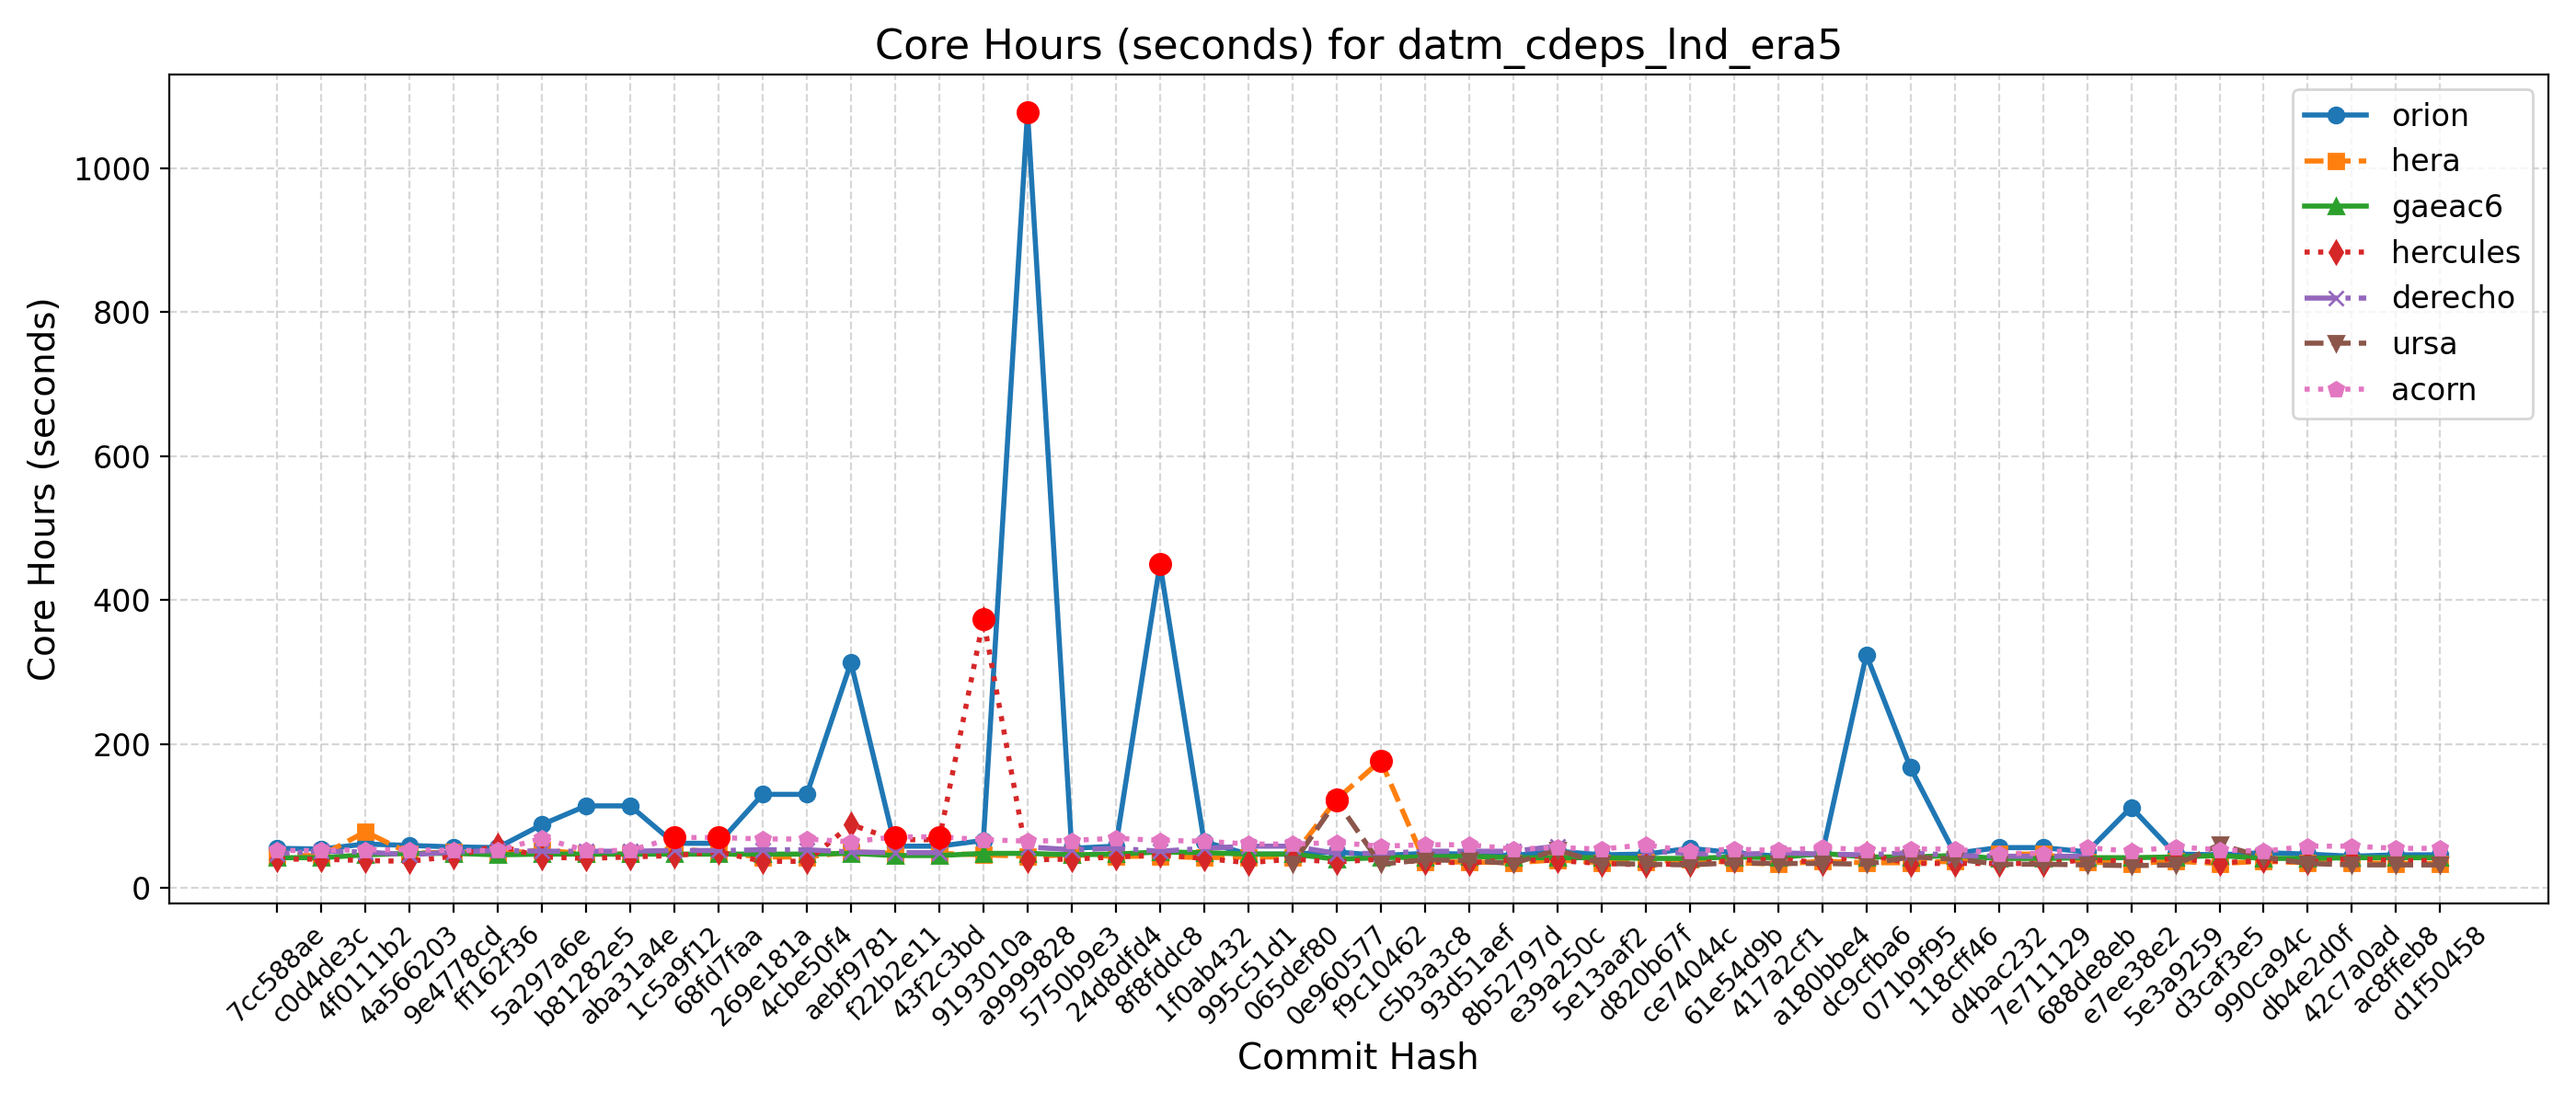 Core Hours (seconds) for datm_cdeps_lnd_era5
Core Hours (seconds)
1000
800
600
400
200
0
orion
hera
gaeac6
hercules
derecho
ursa
acorn
7cc588ae
c0d4de3c
4f0111b2
4a566203
9e4778cd
ff162f36
5a297a6e
b81282e5
aba31a4e
1c5a9f12
68fd7faa
269e181a
4cbe50f4
aebf9781
f22b2e11
43f2c3bd
9193010a
a9999828
5750b9e3
24d8dfd4
8f8fddc8
1f0ab432
995c51d1
065def80
0e960577
f9c10462
c5b3a3c8
93d51aef
8b52797d
e39a250c
5e13aaf2
d820b67f
ce74044c
61e54d9b
417a2cf1
a180bbe4
dc9cfba6
071b9f95
118cff46
d4bac232
7e711129
688de8eb
e7ee38e2
5e3a9259
d3caf3e5
990ca94c
db4e2d0f
42c7a0ad
ac8ffeb8
d1f50458
Commit Hash